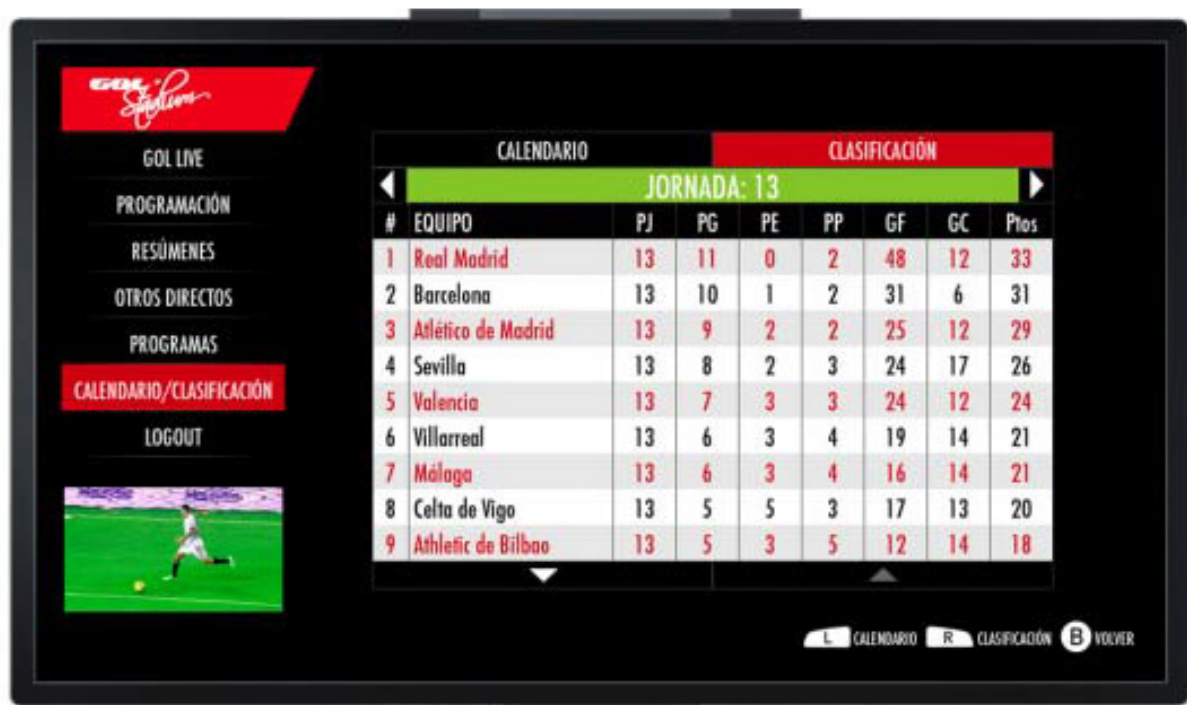 GOL Stadium
GOL LIVE
PROGRAMACIÓN
RESÚMENES
OTROS DIRECTOS
PROGRAMAS
CALENDARIO/CLASIFICACIÓN
LOGOUT
CALENDARIO CLASIFICACIÓN
JORNADA: 13
# EQUIPO PJ PG PE PP GF GC Ptos
1 Real Madrid 13 11 0 2 48 12 33
2 Barcelona 13 10 1 2 31 6 31
3 Atlético de Madrid 13 9 2 2 25 12 29
4 Sevilla 13 8 2 3 24 17 26
5 Valencia 13 7 3 3 24 12 24
6 Villarreal 13 6 3 4 19 14 21
7 Málaga 13 6 3 4 16 14 21
8 Celta de Vigo 13 5 5 3 17 13 20
9 Athletic de Bilbao 13 5 3 5 12 14 18
L CALENDARIO R CLASIFICACIÓN B VOLVER